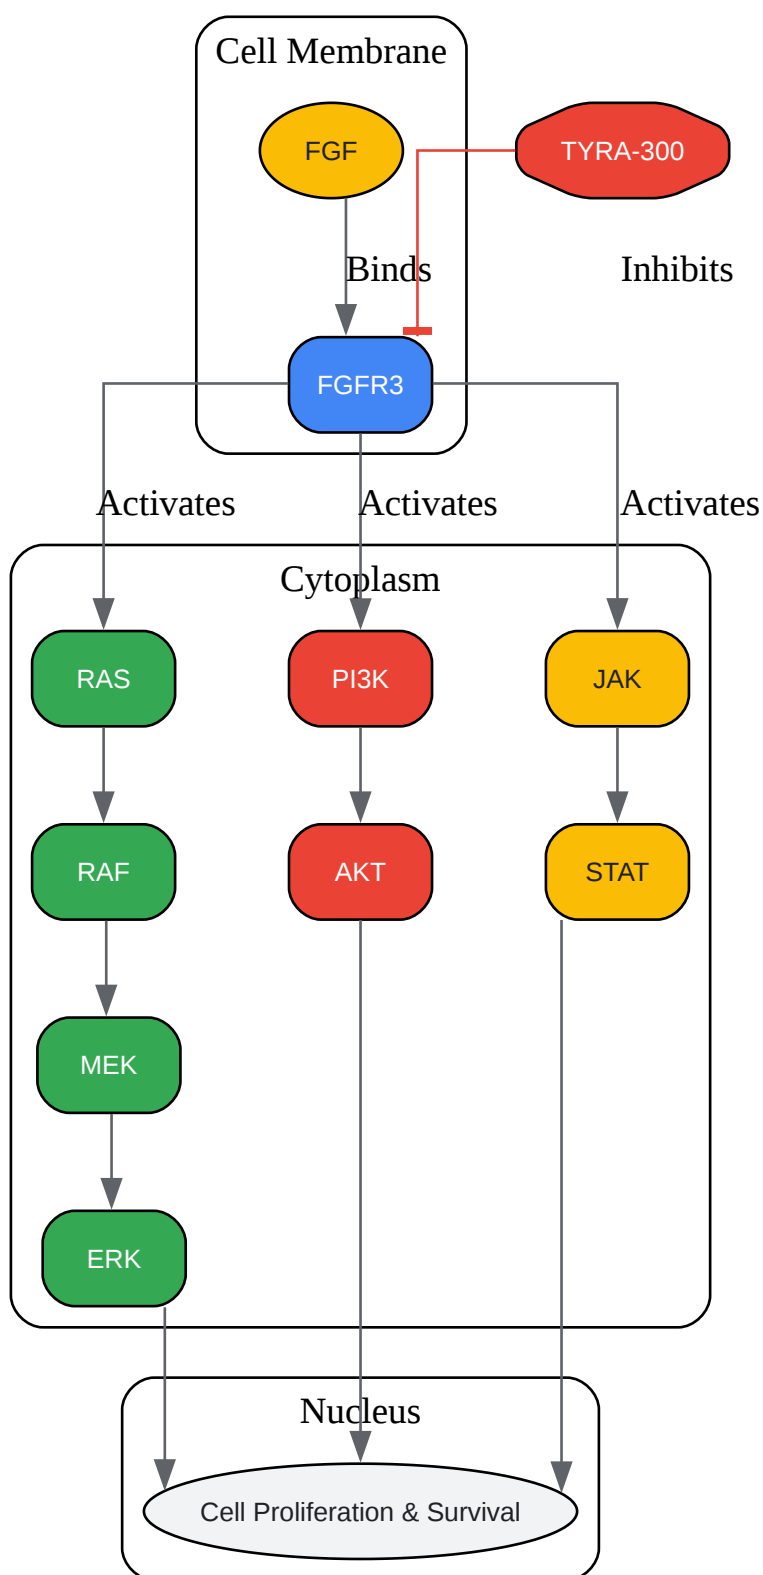 Cell Membrane
FGF
TYRA-300
Binds
Inhibits
FGFR3
Activates
Activates
Activates
Cytoplasm
RAS
PI3K
JAK
RAF
AKT
STAT
MEK
ERK
Nucleus
Cell Proliferation & Survival